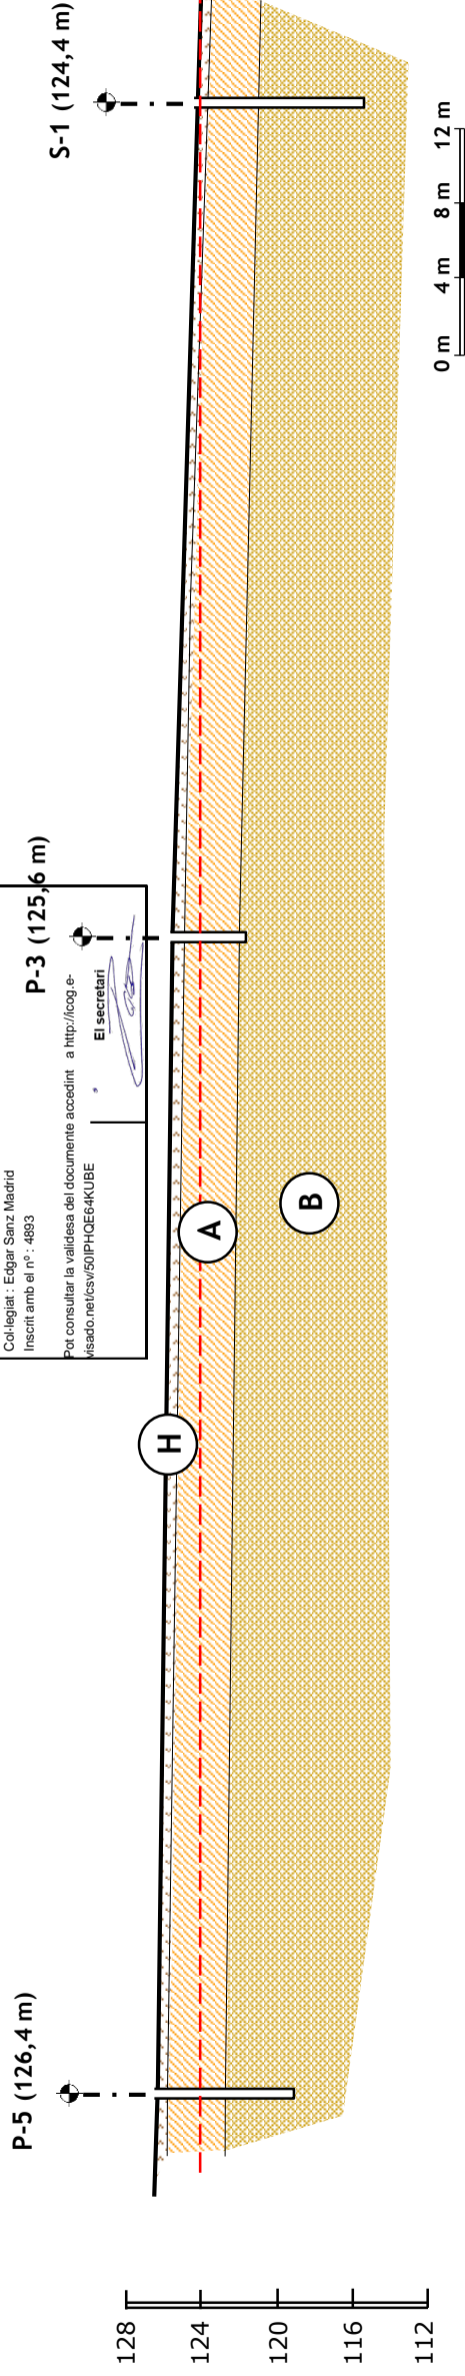 Col·legiat : Edgar Sanz Madrid
Inscrit amb el nº : 4893
Pot consultar la validesa del documente accedint a http://icog.e-
visado.net/csv/50IPHQE64KUBE
El secretari
P-5 (126,4 m)
P-3 (125,6 m)
S-1 (124,4 m)
H
A
B
128
124
120
116
112
0 m 4 m 8 m 12 m